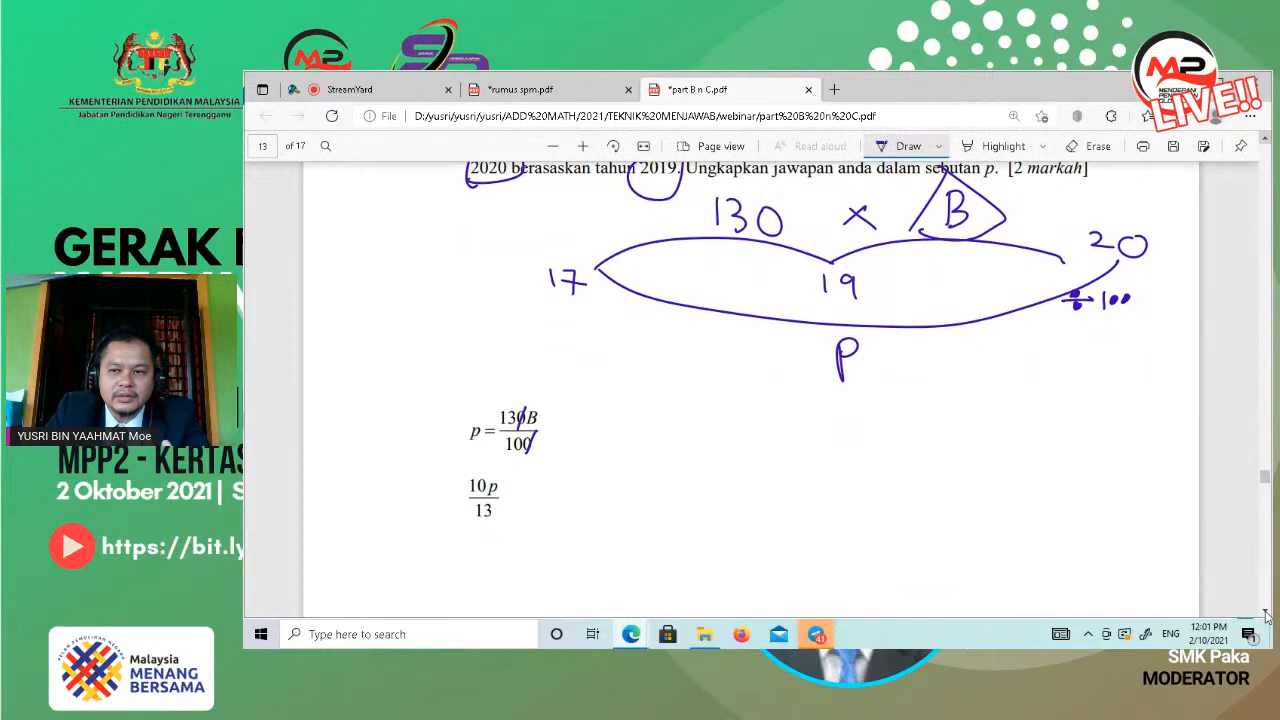 KEMENTERIAN PENDIDIKAN MALAYSIA
Jabatan Pendidikan Negeri Terengganu
MP
MP
LIVE!!
StreamYard
*rumus spm.pdf
*part B n C.pdf
File
D:/yusri/yusri/yusri/ADD%20MATH/2021/TEKNIK%20MENJAWAB/webinar/part%20B%20n%20C.pdf
13 of 17
Page view
Read aloud
Draw
Highlight
Erase
2020 berasaskan tahun 2019. Ungkapkan jawapan anda dalam sebutan p. [2 markah]
130 × B
17 19 20
÷ 100
p
p = 130B
100
10p
13
GERAK
YUSRI BIN YAAHMAT Moe
MPP2 - KERTAS
2 Oktober 2021| S
https://bit.ly
Malaysia
MENANG
BERSAMA
Type here to search
41
ENG
12:01 PM
2/10/2021
1
SMK Paka
MODERATOR